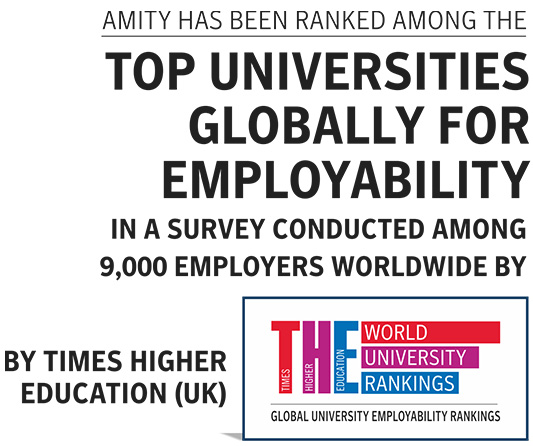 AMITY HAS BEEN RANKED AMONG THE
TOP UNIVERSITIES
GLOBALLY FOR
EMPLOYABILITY
IN A SURVEY CONDUCTED AMONG
9,000 EMPLOYERS WORLDWIDE BY
BY TIMES HIGHER
EDUCATION (UK)
THE
TIMES
HIGHER
EDUCATION
WORLD
UNIVERSITY
RANKINGS
GLOBAL UNIVERSITY EMPLOYABILITY RANKINGS